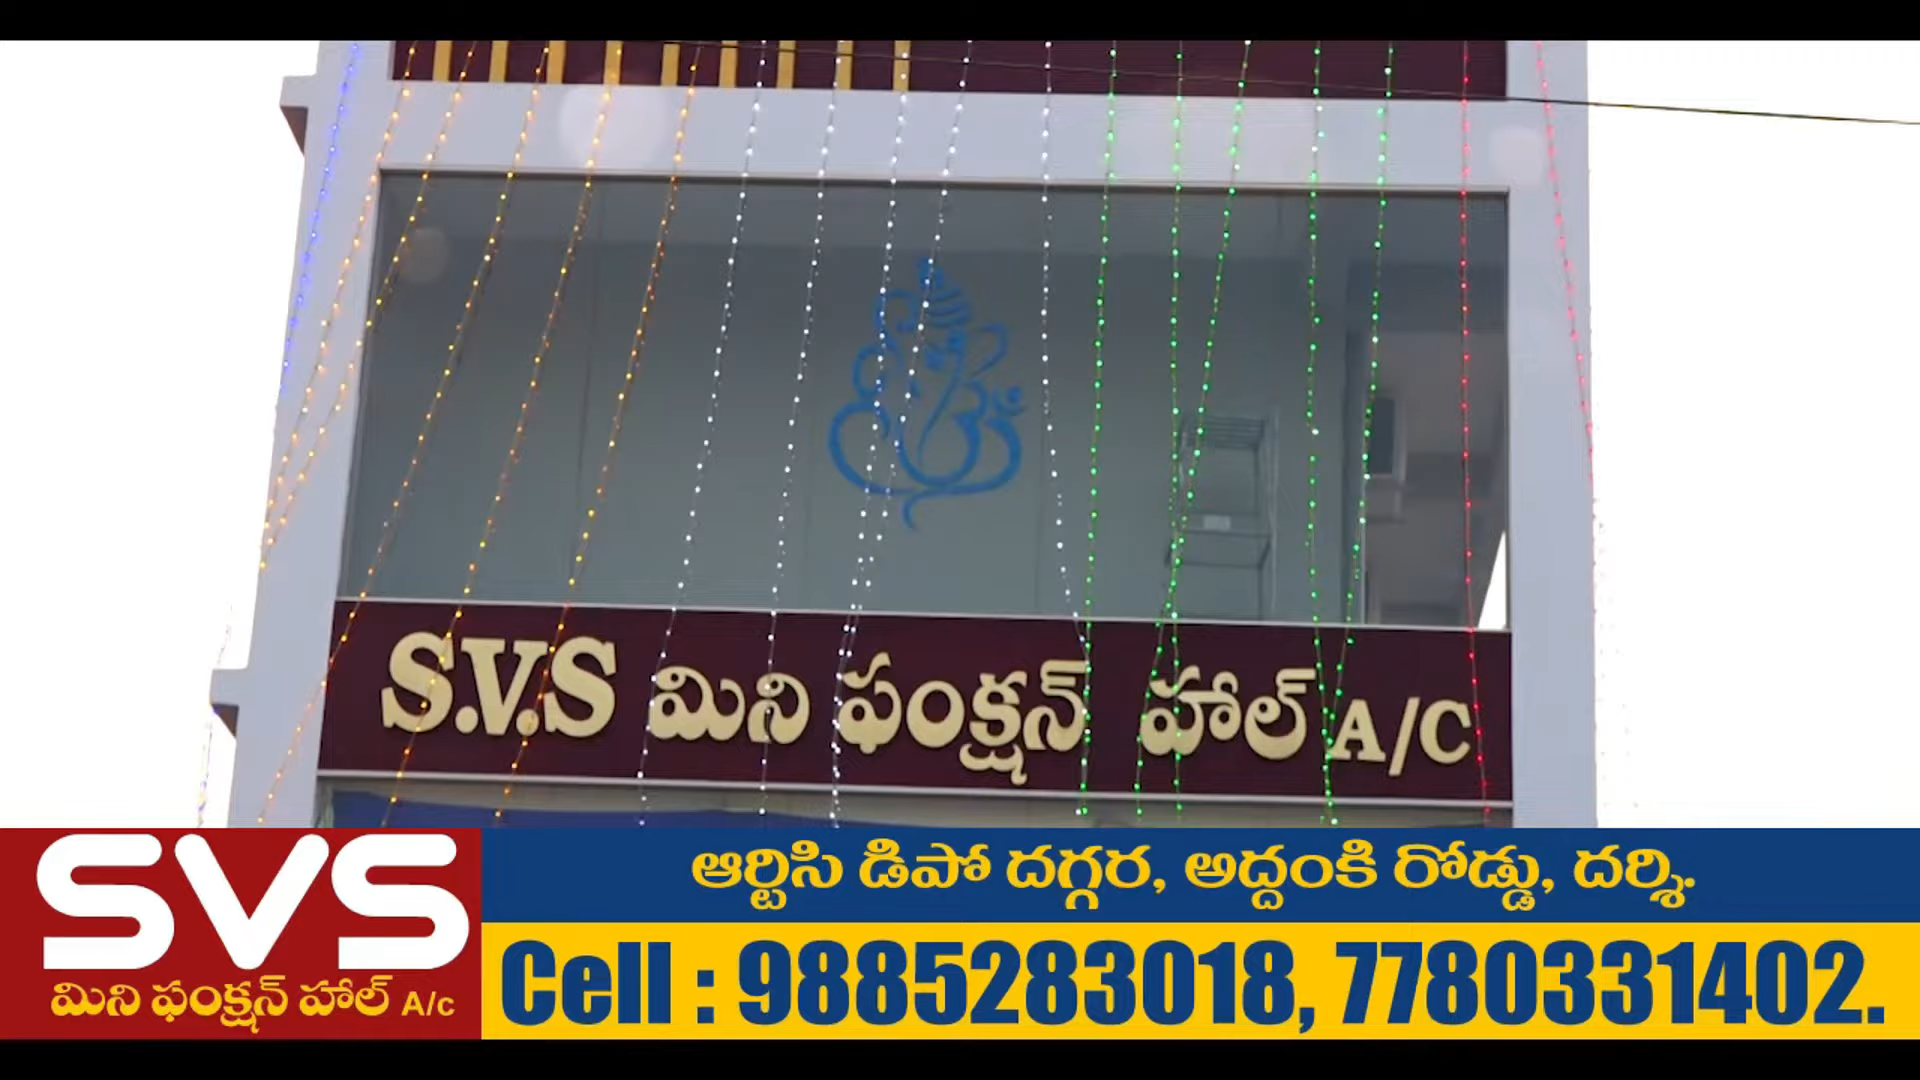 S.V.S మిని ఫంక్షన్ హాల్ A/C
SVS
మిని ఫంక్షన్ హాల్ A/c
ఆర్టిసి డిపో దగ్గర, అద్దంకి రోడ్డు, దర్శి.
Cell : 9885283018, 7780331402.